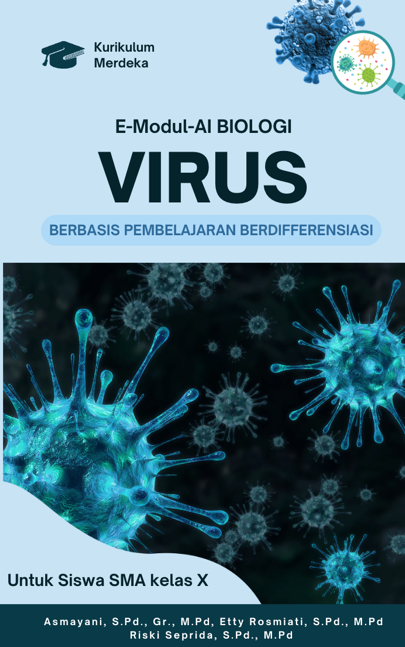 Kurikulum
Merdeka
E-Modul-AI BIOLOGI
VIRUS
BERBASIS PEMBELAJARAN BERDIFFERENSIASI
Untuk Siswa SMA kelas X
Asmayani, S.Pd., Gr., M.Pd, Etty Rosmiati, S.Pd., M.Pd
Riski Seprida, S.Pd., M.Pd